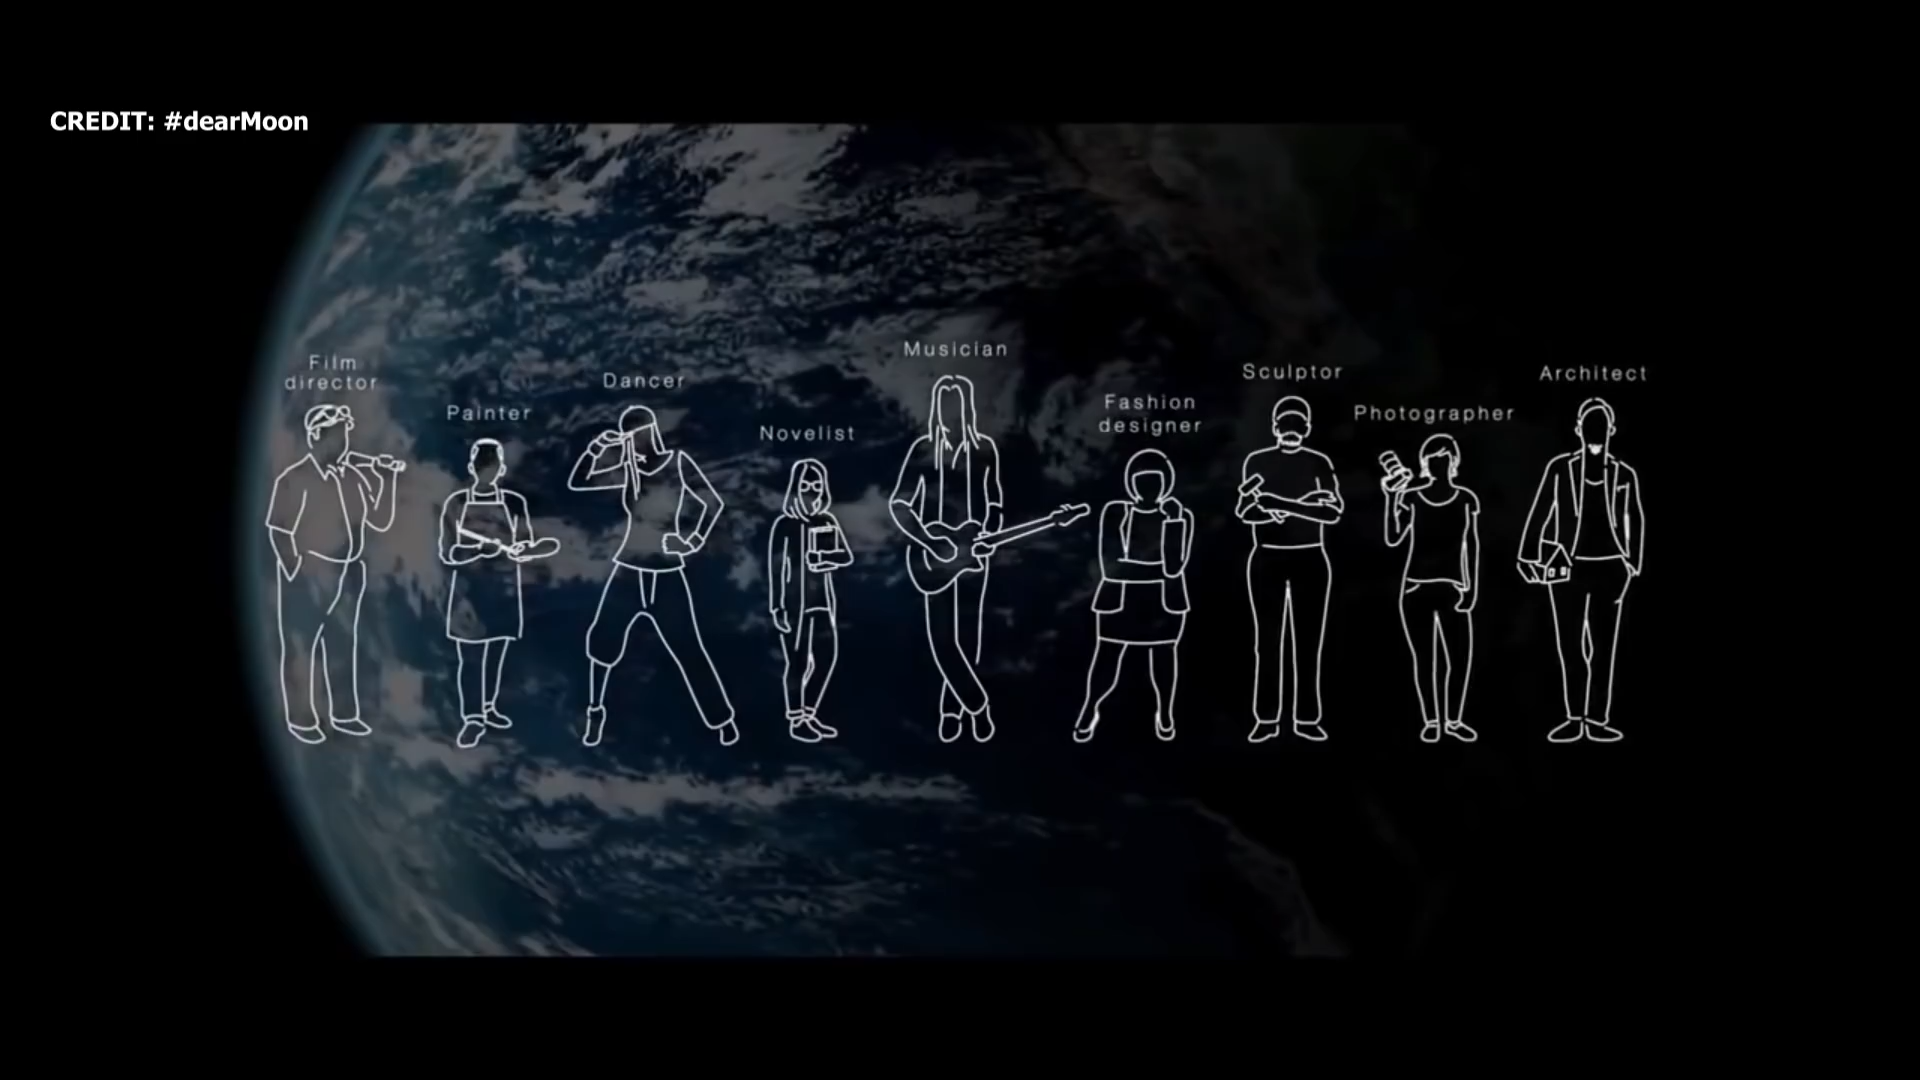 CREDIT: #dearMoon
Film
director
Painter
Dancer
Novelist
Musician
Fashion
designer
Sculptor
Photographer
Architect